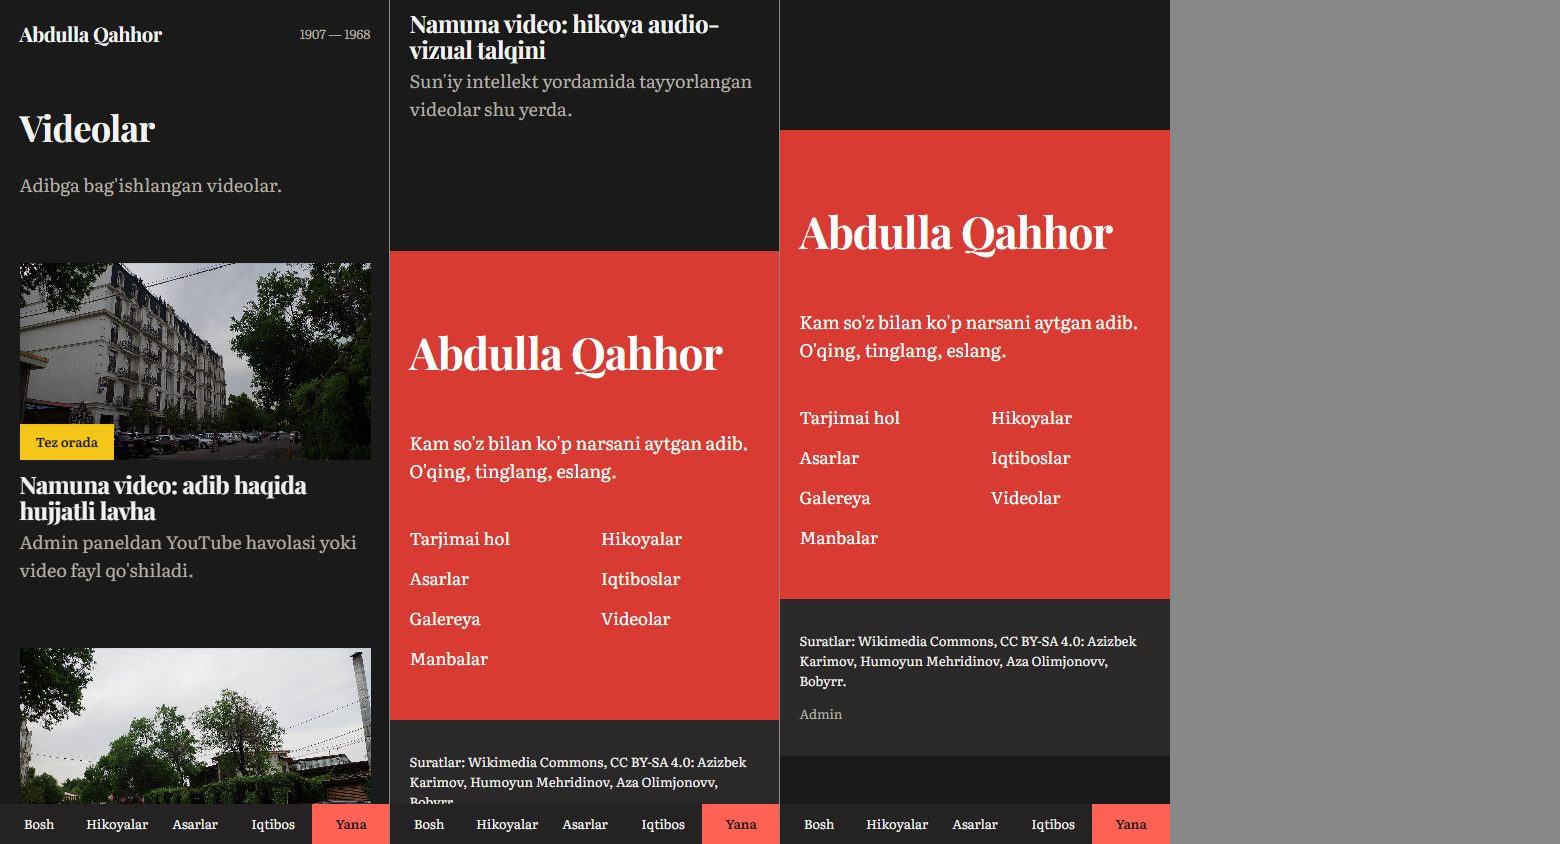 Abdulla Qahhor
1907 — 1968
Videolar
Adibga bag'ishlangan videolar.
Tez orada
Namuna video: adib haqida
hujjatli lavha
Admin paneldan YouTube havolasi yoki
video fayl qo'shiladi.
Bosh
Hikoyalar
Asarlar
Iqtibos
Yana
Namuna video: hikoya audio-
vizual talqini
Sun'iy intellekt yordamida tayyorlangan
videolar shu yerda.
Abdulla Qahhor
Kam so'z bilan ko'p narsani aytgan adib.
O'qing, tinglang, eslang.
Tarjimai hol
Hikoyalar
Asarlar
Iqtiboslar
Galereya
Videolar
Manbalar
Suratlar: Wikimedia Commons, CC BY-SA 4.0: Azizbek
Karimov, Humoyun Mehridinov, Aza Olimjonovv,
Bobyrr.
Bosh
Hikoyalar
Asarlar
Iqtibos
Yana
Abdulla Qahhor
Kam so'z bilan ko'p narsani aytgan adib.
O'qing, tinglang, eslang.
Tarjimai hol
Hikoyalar
Asarlar
Iqtiboslar
Galereya
Videolar
Manbalar
Suratlar: Wikimedia Commons, CC BY-SA 4.0: Azizbek
Karimov, Humoyun Mehridinov, Aza Olimjonovv,
Bobyrr.
Admin
Bosh
Hikoyalar
Asarlar
Iqtibos
Yana